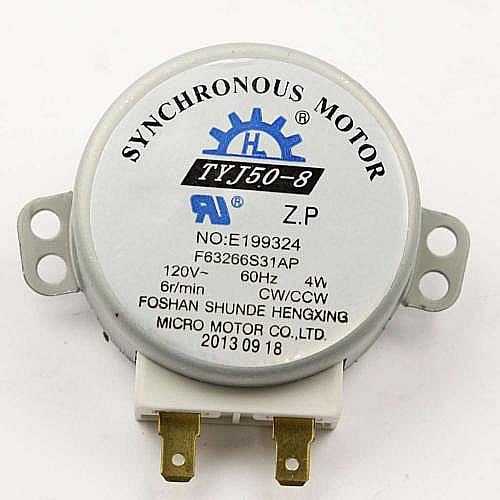 SYNCHRONOUS MOTOR
HL ®
TYJ50-8
RU ®
Z.P
NO:E199324
F63266S31AP
120V~ 60Hz 4W
6r/min CW/CCW
FOSHAN SHUNDE HENGXING
MICRO MOTOR CO.,LTD.
2013 09 18